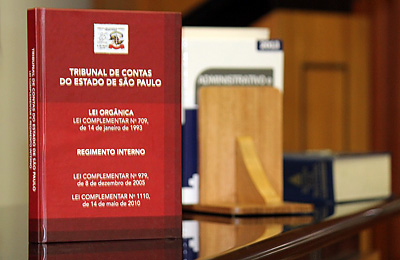 TRIBUNAL DE CONTAS
DO ESTADO DE SÃO PAULO
LEI ORGÂNICA
LEI COMPLEMENTAR Nº 709,
de 14 de janeiro de 1993
REGIMENTO INTERNO
LEI COMPLEMENTAR Nº 979,
de 8 de dezembro de 2003
LEI COMPLEMENTAR Nº 1110,
de 14 de maio de 2010
TRIBUNAL DE CONTAS DO ESTADO DE SÃO PAULO
ADMINISTRATIVO